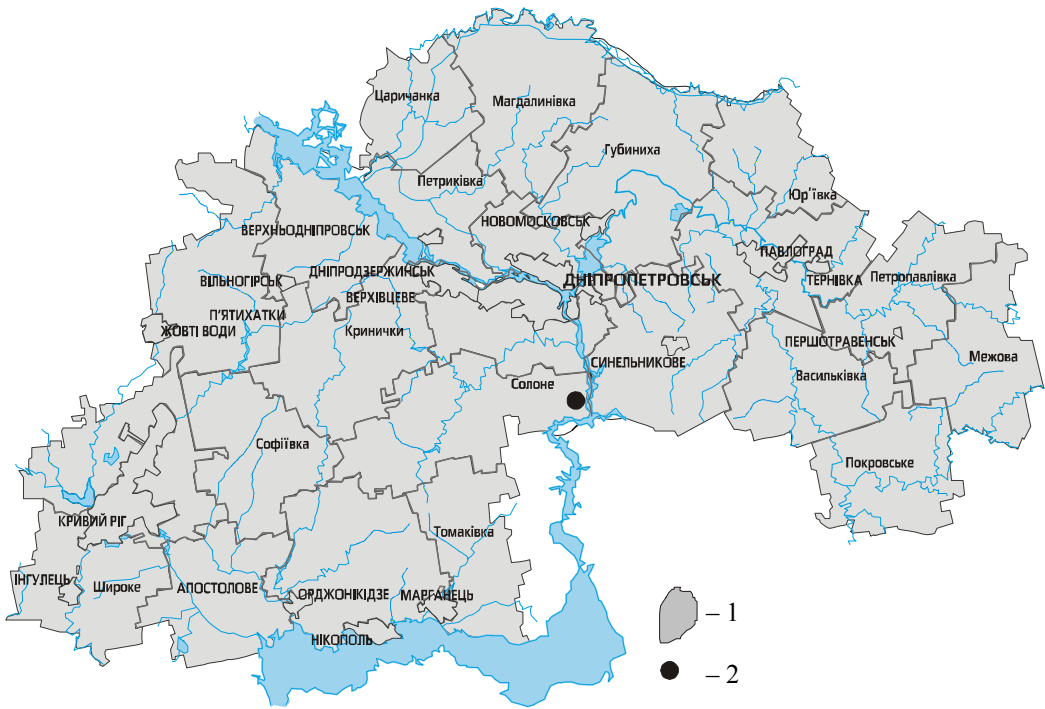 Царичанка
Магдалинівка
Губиниха
Петриківка
Юр'ївка
НОВОМОСКОВСЬК
ВЕРХНЬОДНІПРОВСЬК
ПАВЛОГРАД
ДНІПРОДЗЕРЖИНСЬК
ДНІПРОПЕТРОВСЬК
ТЕРНІВКА
Петропавлівка
ВІЛЬНОГІРСЬК
ВЕРХІВЦЕВЕ
П'ЯТИХАТКИ
ЖОВТІ ВОДИ
Кринички
ПЕРШОТРАВЕНСЬК
Межова
СИНЕЛЬНИКОВЕ
Васильківка
Солоне
Софіївка
Покровське
КРИВИЙ РІГ
Томаківка
ІНГУЛЕЦЬ
Широке
АПОСТОЛОВЕ
ОРДЖОНІКІДЗЕ
МАРГАНЕЦЬ
НІКОПОЛЬ
– 1
– 2